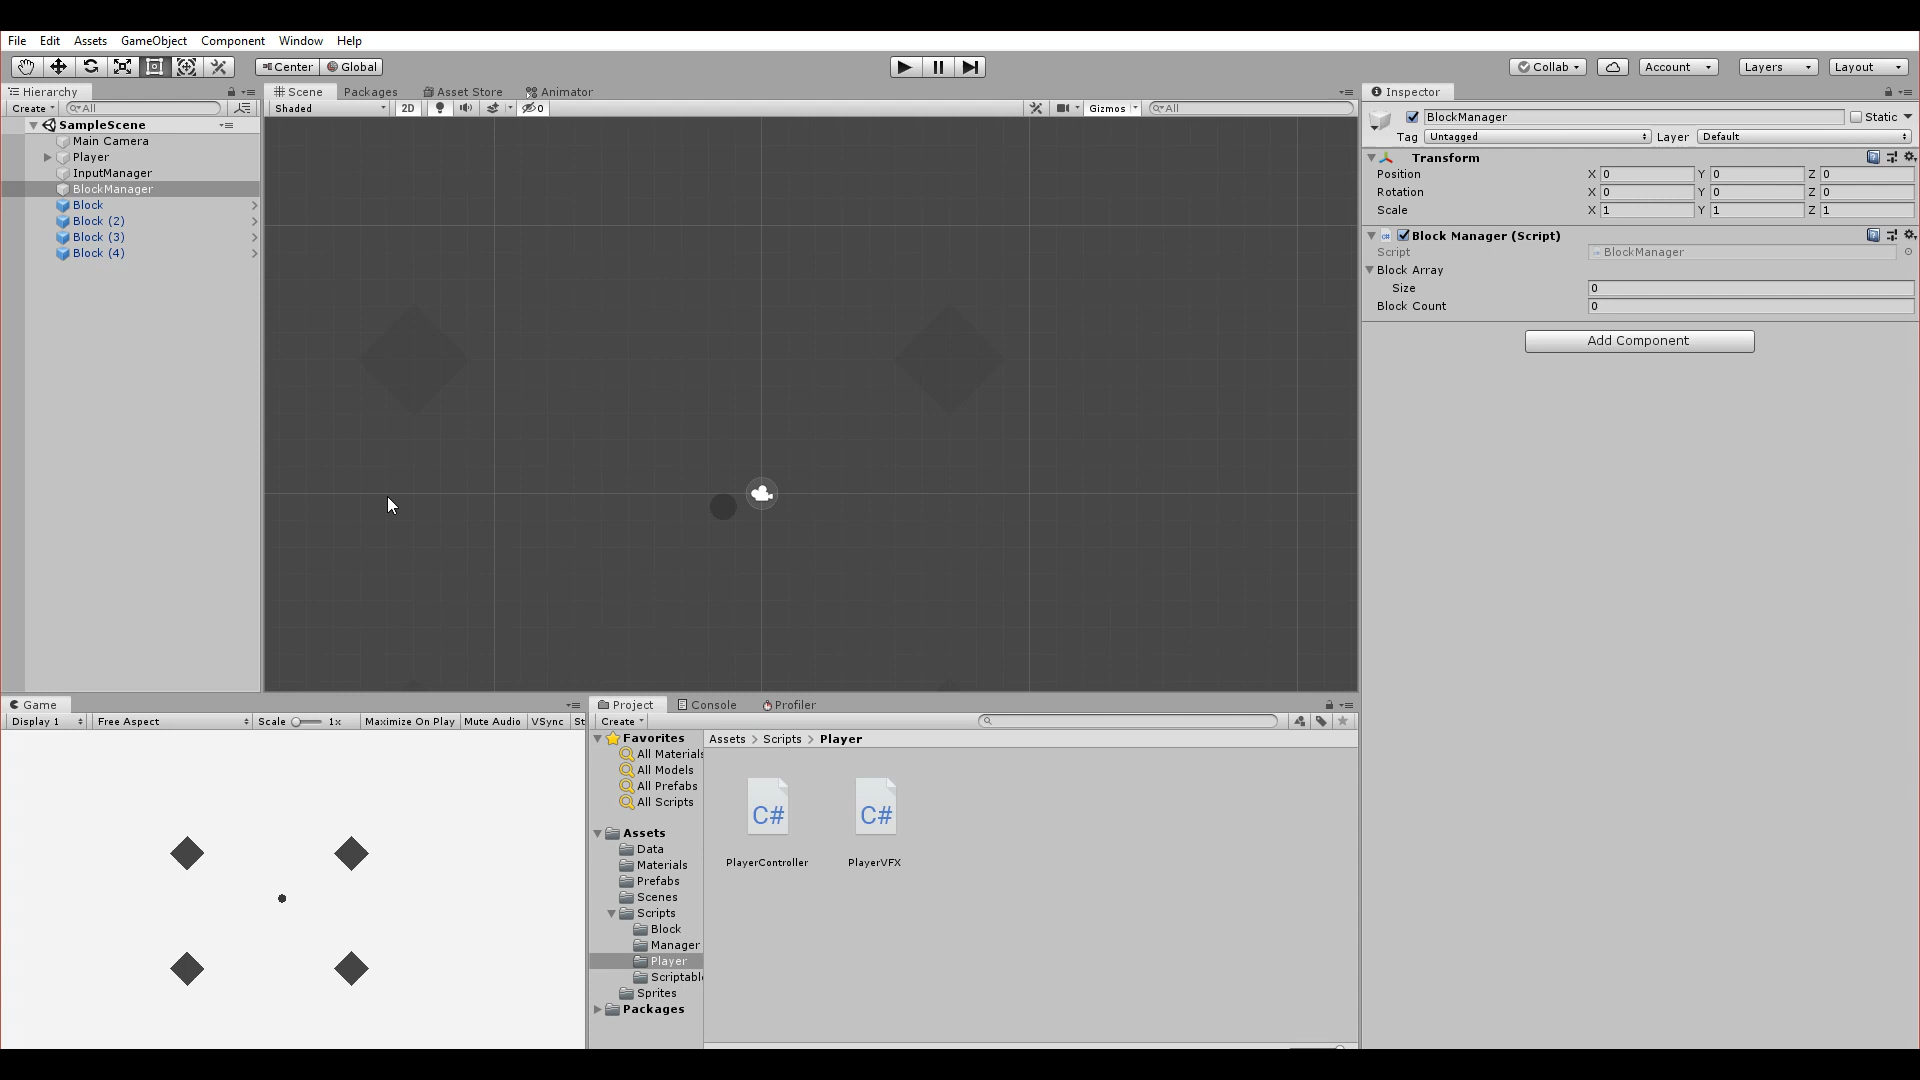 File Edit Assets GameObject Component Window Help
Center Global Collab Account Layers Layout
Hierarchy
Create All
SampleScene
Main Camera
Player
InputManager
BlockManager
Block
Block (2)
Block (3)
Block (4)
Scene Packages Asset Store Animator
Shaded 2D 0 Gizmos All
Inspector
BlockManager Static
Tag Untagged Layer Default
Transform
Position X 0 Y 0 Z 0
Rotation X 0 Y 0 Z 0
Scale X 1 Y 1 Z 1
Block Manager (Script)
Script BlockManager
Block Array
Size 0
Block Count 0
Add Component
Game
Display 1 Free Aspect Scale 1x Maximize On Play Mute Audio VSync St
Project Console Profiler
Create
Favorites
All Materials
All Models
All Prefabs
All Scripts
Assets
Data
Materials
Prefabs
Scenes
Scripts
Block
Manager
Player
Scriptabl
Sprites
Packages
Assets > Scripts > Player
C# C#
PlayerController PlayerVFX